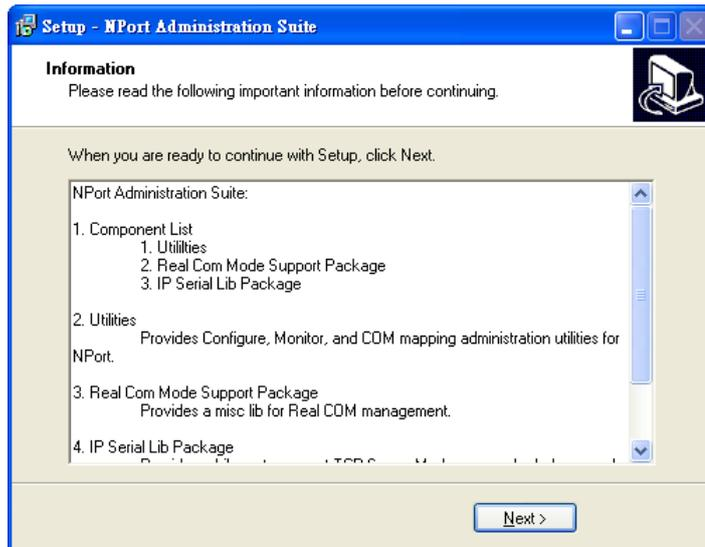 Setup - NPort Administration Suite
Information
Please read the following important information before continuing.
When you are ready to continue with Setup, click Next.
NPort Administration Suite:
1. Component List
1. Utililties
2. Real Com Mode Support Package
3. IP Serial Lib Package
2. Utilities
Provides Configure, Monitor, and COM mapping administration utilities for
NPort.
3. Real Com Mode Support Package
Provides a misc lib for Real COM management.
4. IP Serial Lib Package
Next >